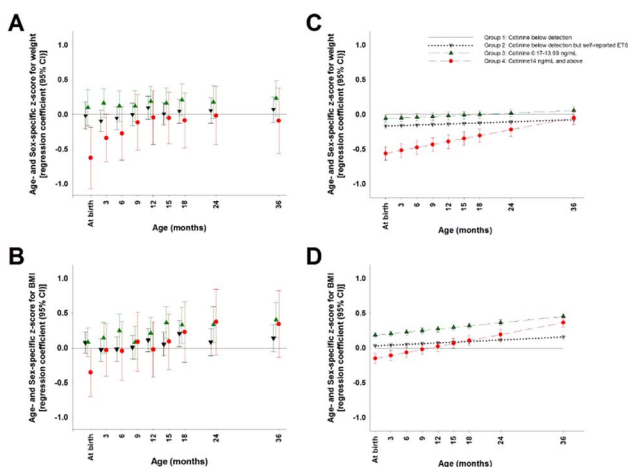 A
Age- and Sex-specific z-score for weight
[regression coefficient (95% CI)]
1.0
0.5
0.0
-0.5
-1.0
At birth
3
6
9
12
15
18
24
36
Age (months)
C
Group 1: Cotinine below detection
Group 2: Cotinine below detection but self-reported ETS
Group 3: Cotinine 0.17-13.99 ng/mL
Group 4: Cotinine14 ng/mL and above
Age- and Sex-specific z-score for weight
[regression coefficient (95% CI)]
1.0
0.5
0.0
-0.5
-1.0
At birth
3
6
9
12
15
18
24
36
Age (months)
B
Age- and Sex-specific z-score for BMI
[regression coefficient (95% CI)]
1.0
0.5
0.0
-0.5
-1.0
At birth
3
6
9
12
15
18
24
36
Age (months)
D
Age- and Sex-specific z-score for BMI
[regression coefficient (95% CI)]
1.0
0.5
0.0
-0.5
-1.0
At birth
3
6
9
12
15
18
24
36
Age (months)